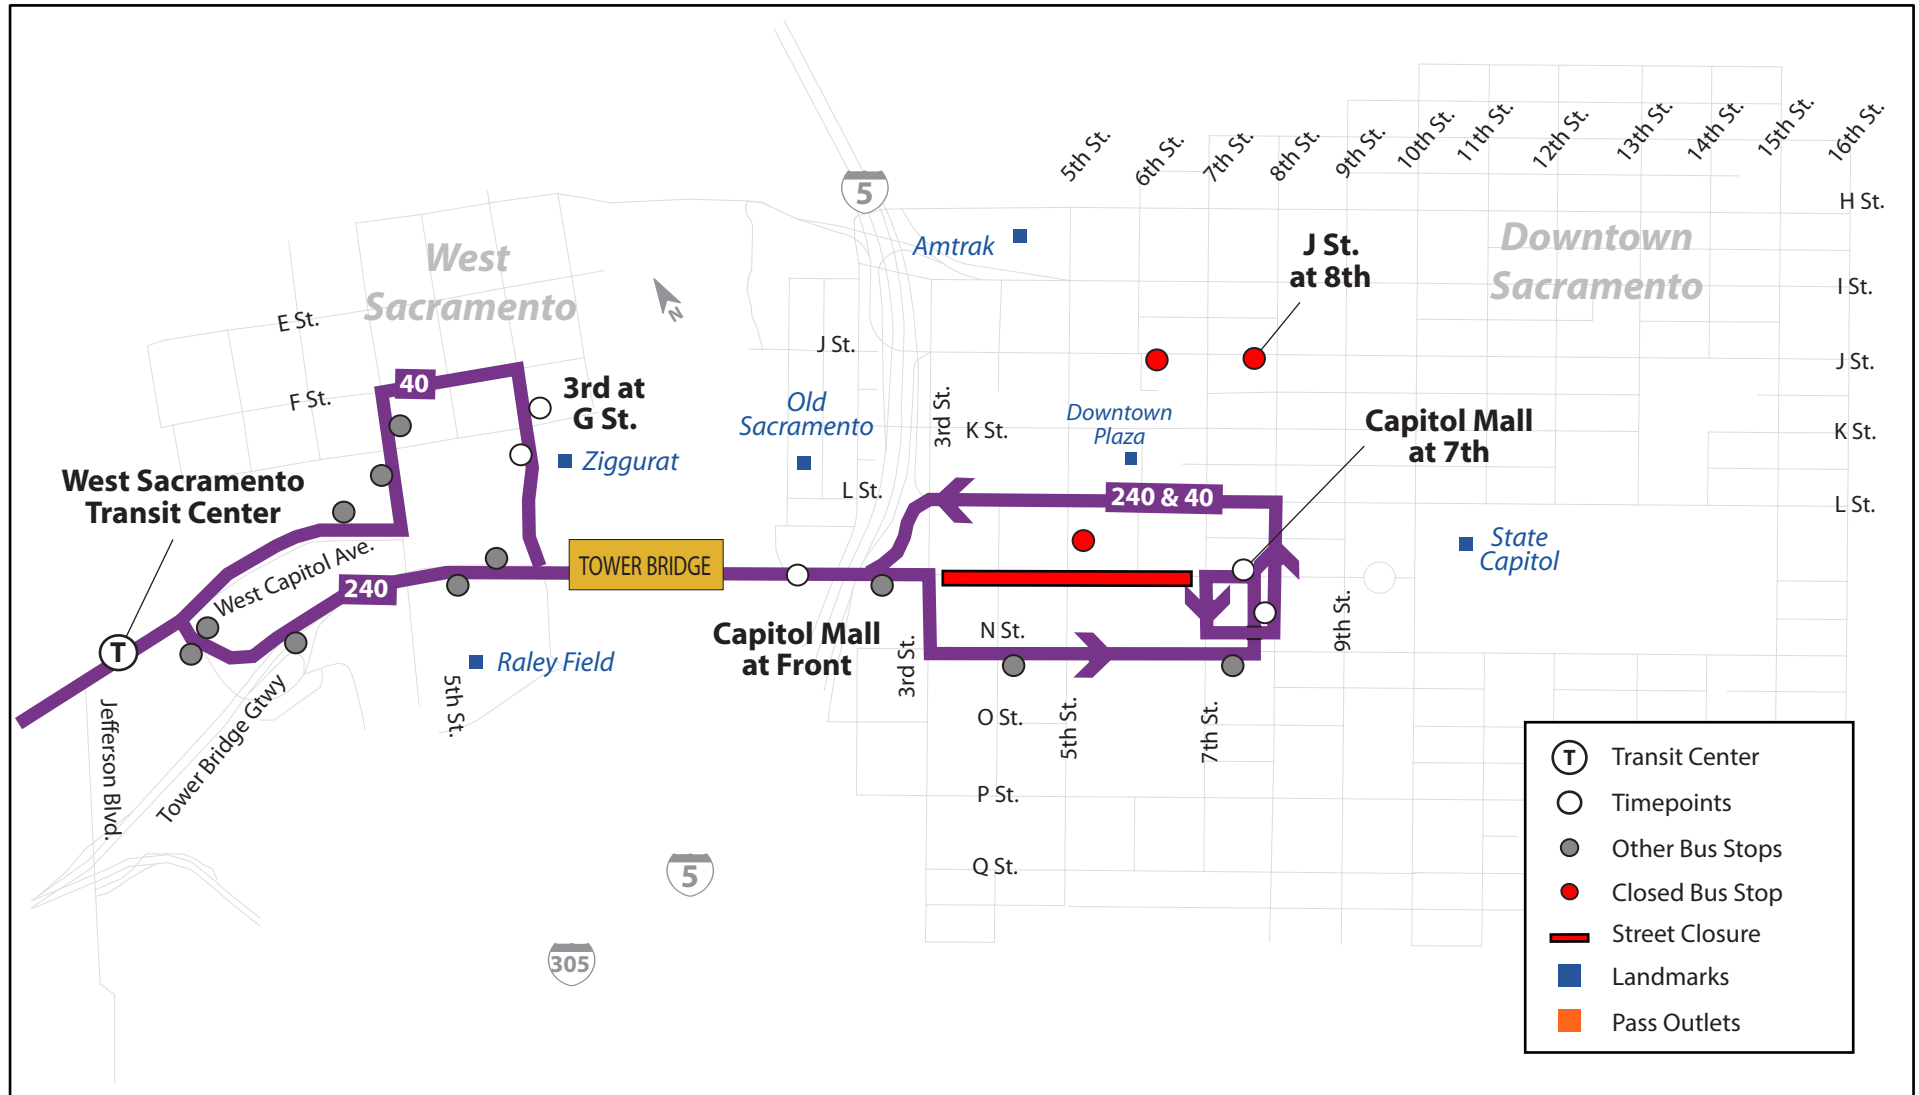 5th St.
6th St.
7th St.
8th St.
9th St.
10th St.
11th St.
12th St.
13th St.
14th St.
15th St.
16th St.
5
H St.
West
Sacramento
Amtrak
J St.
at 8th
Downtown
Sacramento
I St.
N
E St.
J St.
J St.
40
F St.
3rd at
G St.
Old
Sacramento
3rd St.
K St.
Downtown
Plaza
Capitol Mall
at 7th
K St.
Ziggurat
West Sacramento
Transit Center
L St.
240 & 40
L St.
State
Capitol
West Capitol Ave.
TOWER BRIDGE
240
T
Capitol Mall
at Front
N St.
9th St.
3rd St.
Raley Field
Jefferson Blvd.
Tower Bridge Gtwy
5th St.
O St.
5th St.
7th St.
P St.
Q St.
5
305
T Transit Center
Timepoints
Other Bus Stops
Closed Bus Stop
Street Closure
Landmarks
Pass Outlets